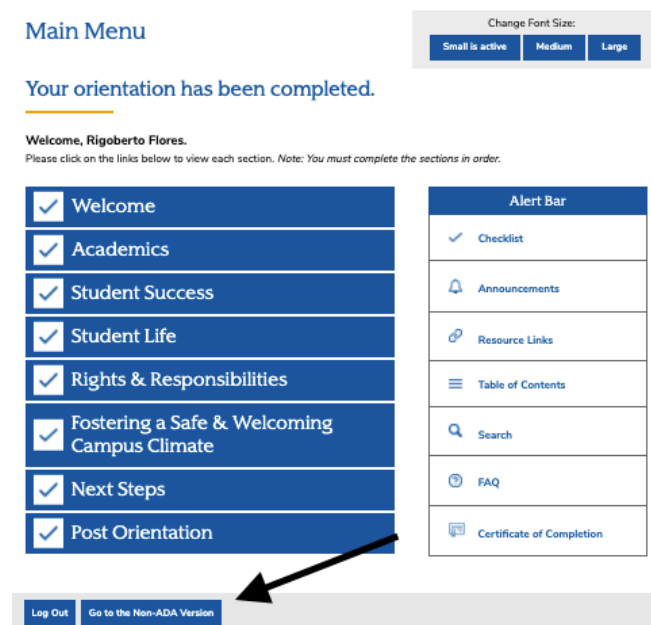 Main Menu
Change Font Size:
Small is active
Medium
Large
Your orientation has been completed.
Welcome, Rigoberto Flores.
Please click on the links below to view each section. Note: You must complete the sections in order.
Welcome
Academics
Student Success
Student Life
Rights & Responsibilities
Fostering a Safe & Welcoming
Campus Climate
Next Steps
Post Orientation
Alert Bar
Checklist
Announcements
Resource Links
Table of Contents
Search
FAQ
Certificate of Completion
Log Out
Go to the Non-ADA Version